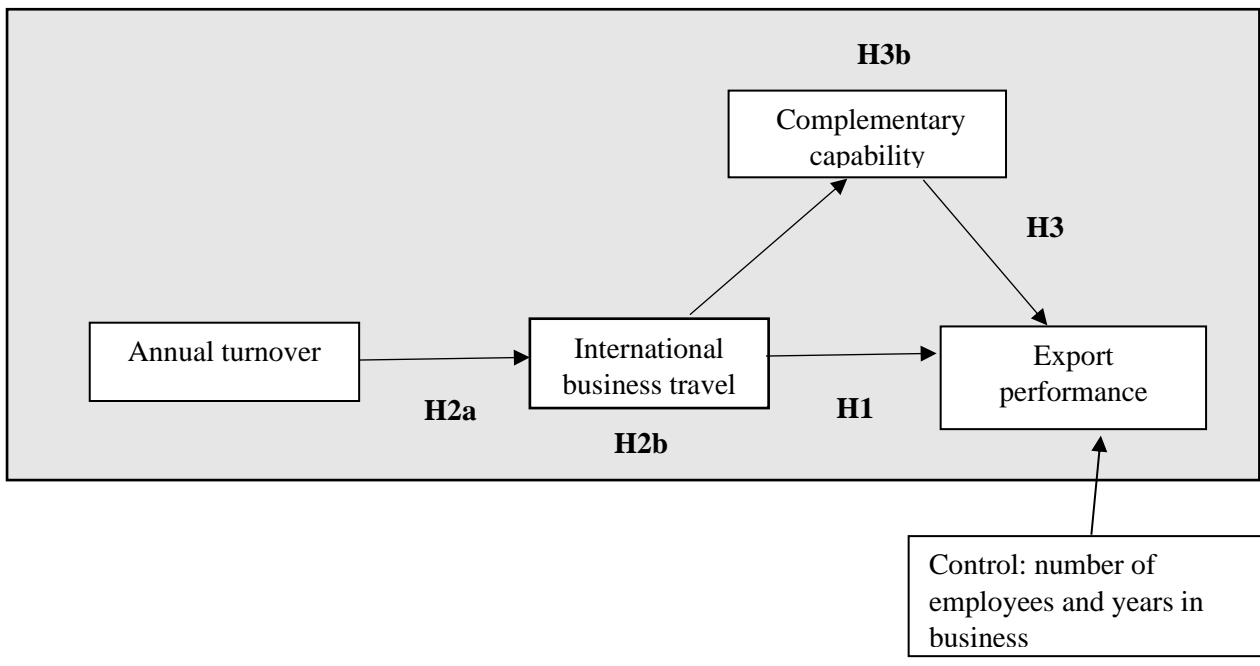 H3b
Complementary
capability
H3
Annual turnover
International
business travel
Export
performance
H2a
H1
H2b
Control: number of
employees and years in
business